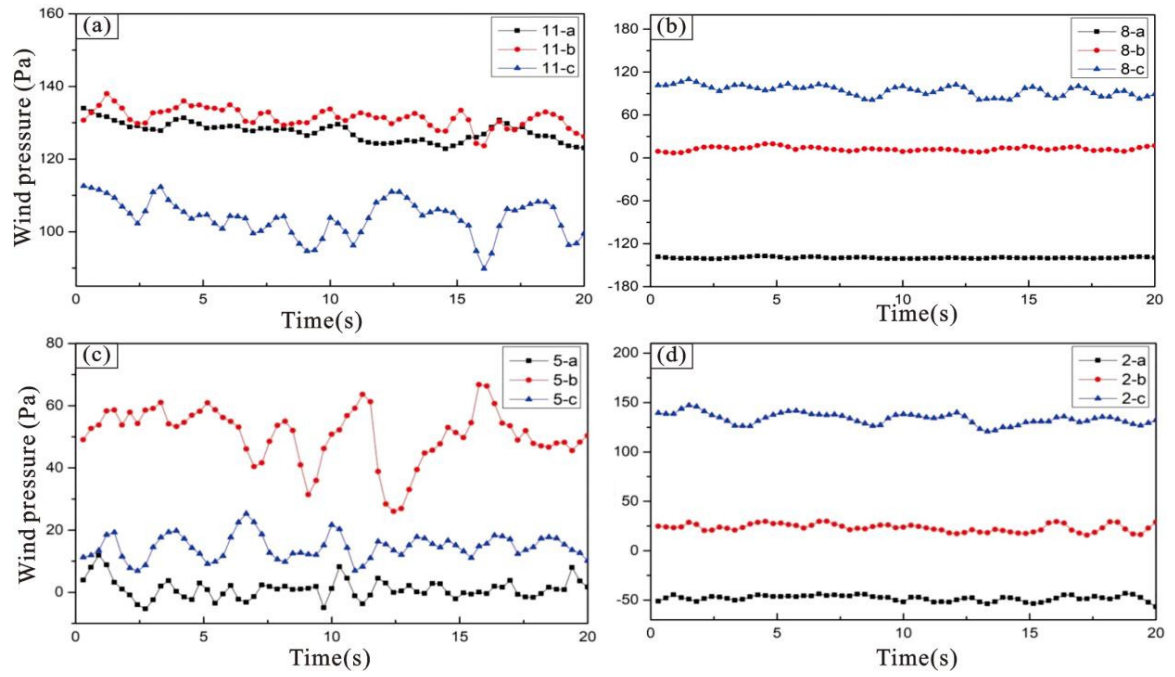 (a)
11-a
11-b
11-c
Wind pressure (Pa)
160
140
120
100
0
5
10
15
20
Time(s)
(b)
8-a
8-b
8-c
180
120
60
0
-60
-120
-180
0
5
10
15
20
Time(s)
(c)
5-a
5-b
5-c
Wind pressure (Pa)
80
60
40
20
0
0
5
10
15
20
Time(s)
(d)
2-a
2-b
2-c
200
150
100
50
0
-50
0
5
10
15
20
Time(s)